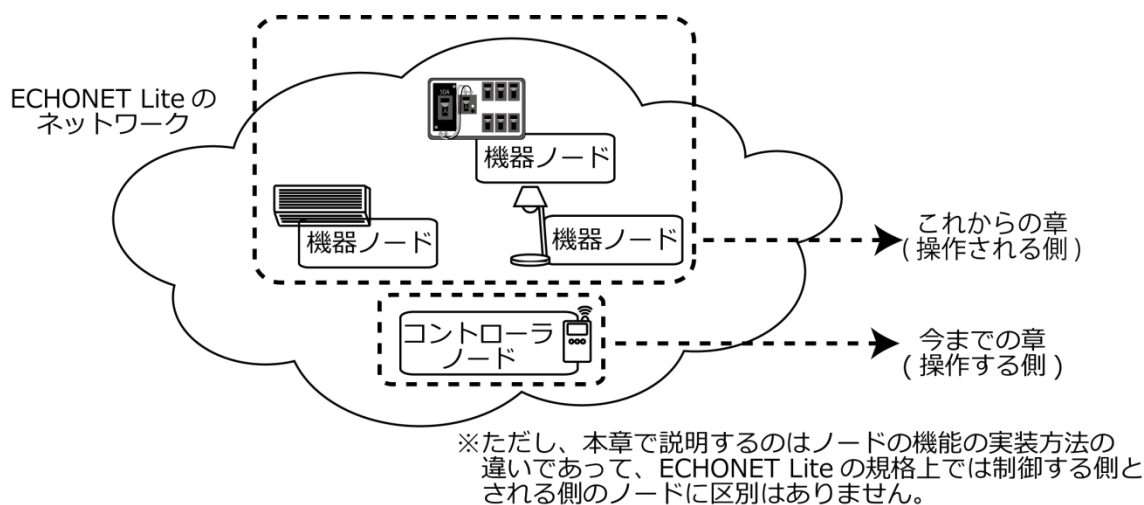 ECHONET Lite の
ネットワーク
SDA
機器ノード
機器ノード
機器ノード
これからの章
( 操作される側 )
コントローラ
ノード
今までの章
( 操作する側 )
※ただし、本章で説明するのはノードの機能の実装方法の
違いであって、ECHONET Lite の規格上では制御する側と
される側のノードに区別はありません。